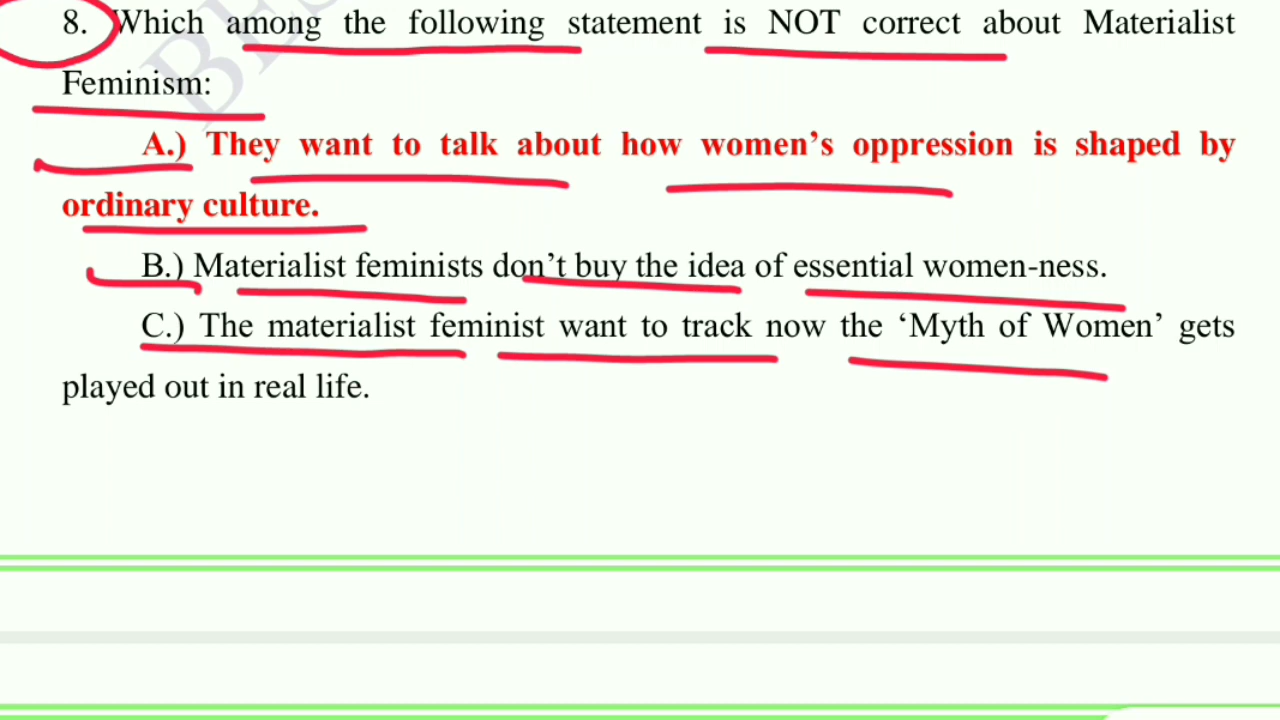 8. Which among the following statement is NOT correct about Materialist
Feminism:
A.) They want to talk about how women’s oppression is shaped by
ordinary culture.
B.) Materialist feminists don’t buy the idea of essential women-ness.
C.) The materialist feminist want to track now the ‘Myth of Women’ gets
played out in real life.